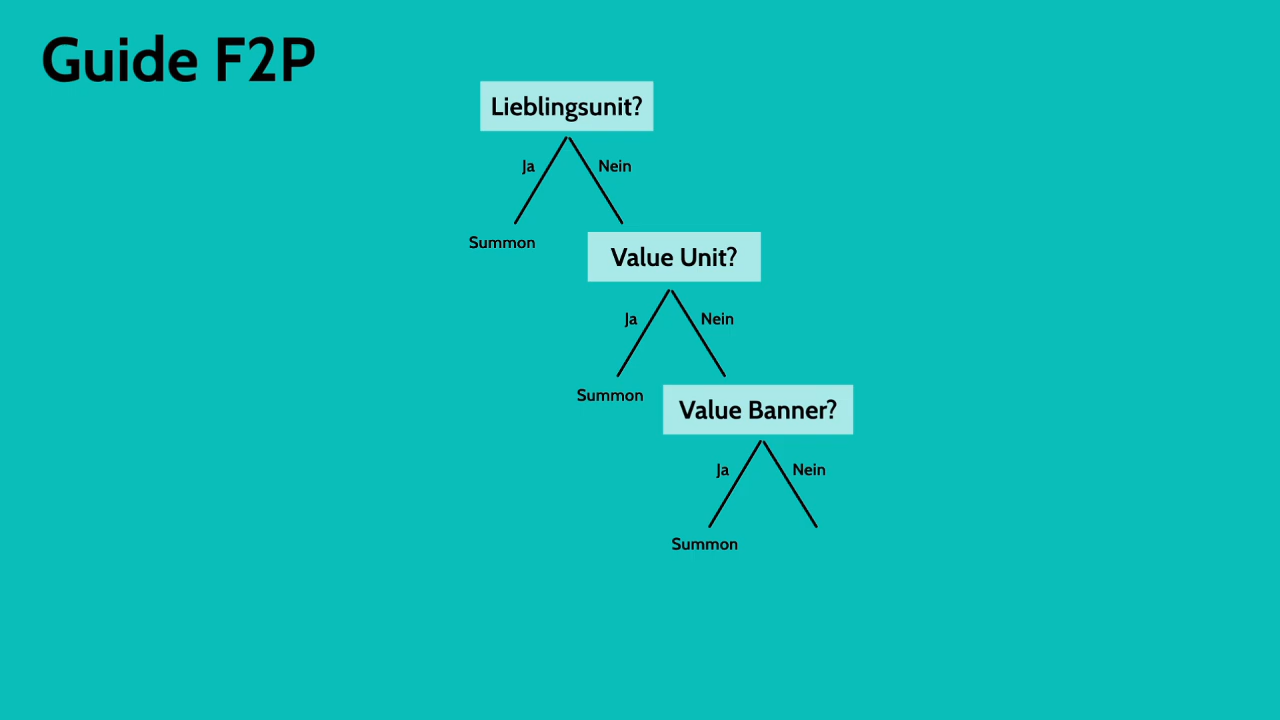 Guide F2P
Lieblingsunit?
Ja
Nein
Summon
Value Unit?
Ja
Nein
Summon
Value Banner?
Ja
Nein
Summon